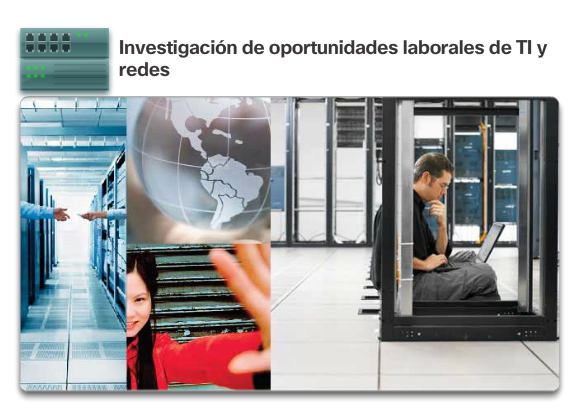 Investigación de oportunidades laborales de TI y
redes